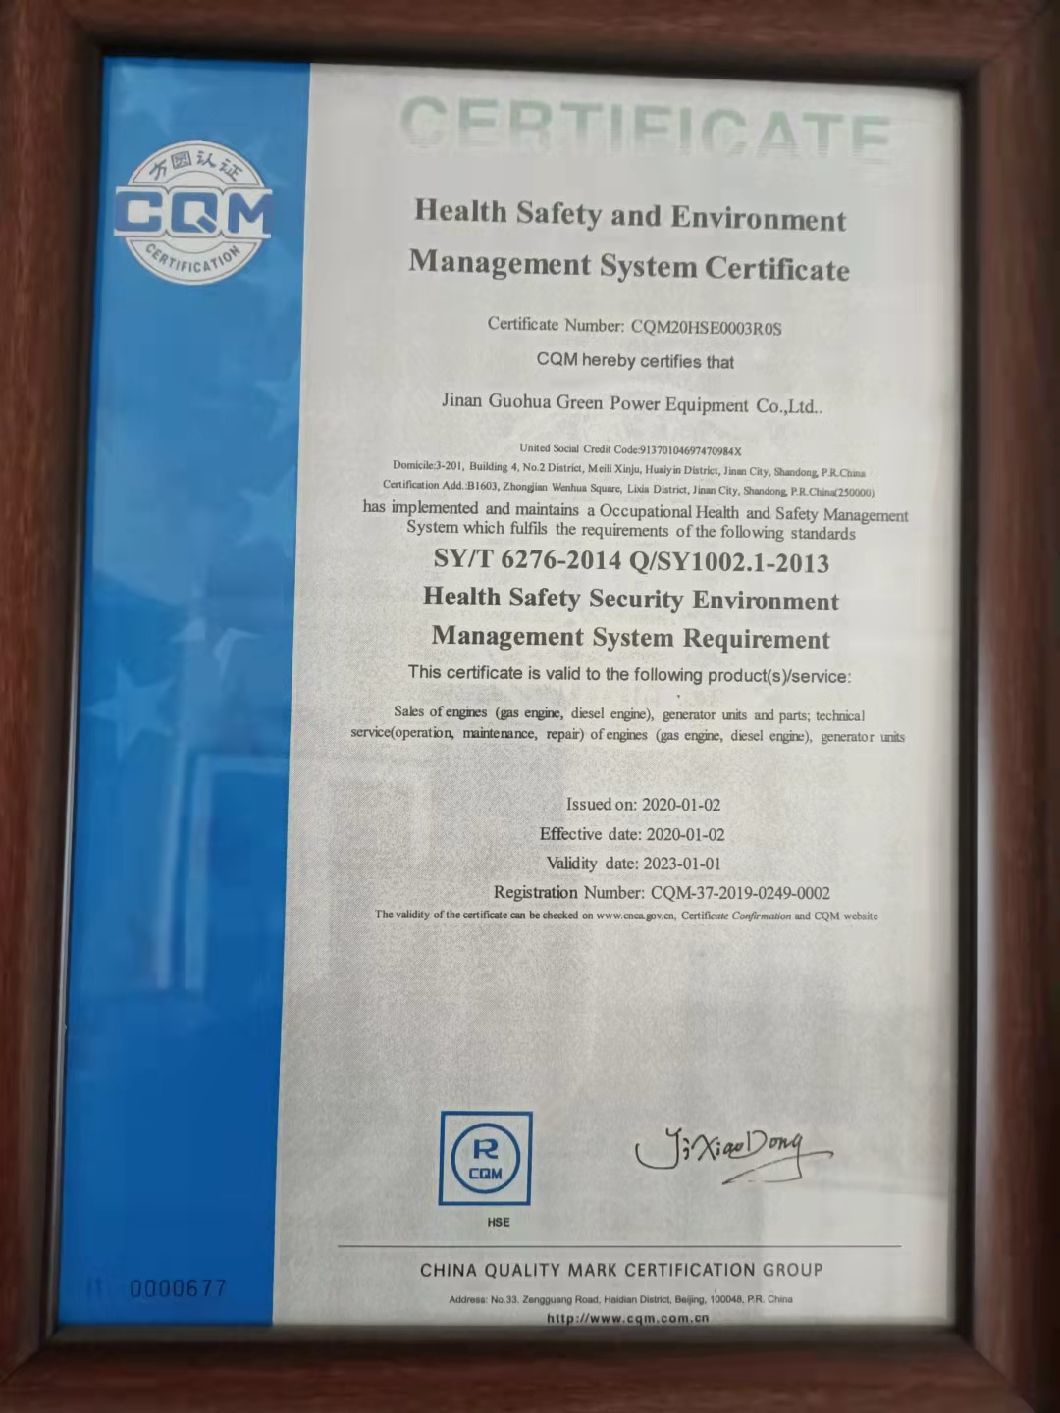 CERTIFICATE
方圆认证
CQM
CERTIFICATION
Health Safety and Environment
Management System Certificate
Certificate Number: CQM20HSE0003R0S
CQM hereby certifies that
Jinan Guohua Green Power Equipment Co.,Ltd..
United Social Credit Code:91370104697470984X
Domicile:3-201, Building 4, No.2 District, Meili Xinju, Huaiyin District, Jinan City, Shandong, P.R.China
Certification Add.:B1603, Zhongjian Wenhua Square, Lixia District, Jinan City, Shandong, P.R.China(250000)
has implemented and maintains a Occupational Health and Safety Management
System which fulfils the requirements of the following standards
SY/T 6276-2014 Q/SY1002.1-2013
Health Safety Security Environment
Management System Requirement
This certificate is valid to the following product(s)/service:
Sales of engines (gas engine, diesel engine), generator units and parts; technical
service(operation, maintenance, repair) of engines (gas engine, diesel engine), generator units
Issued on: 2020-01-02
Effective date: 2020-01-02
Validity date: 2023-01-01
Registration Number: CQM-37-2019-0249-0002
The validity of the certificate can be checked on www.cnca.gov.cn, Certificate Confirmation and CQM website
R
CQM
HSE
Ji XiaoDong
CHINA QUALITY MARK CERTIFICATION GROUP
Address: No.33, Zengguang Road, Haidian District, Beijing, 100048, P.R. China
http://www.cqm.com.cn
0000677